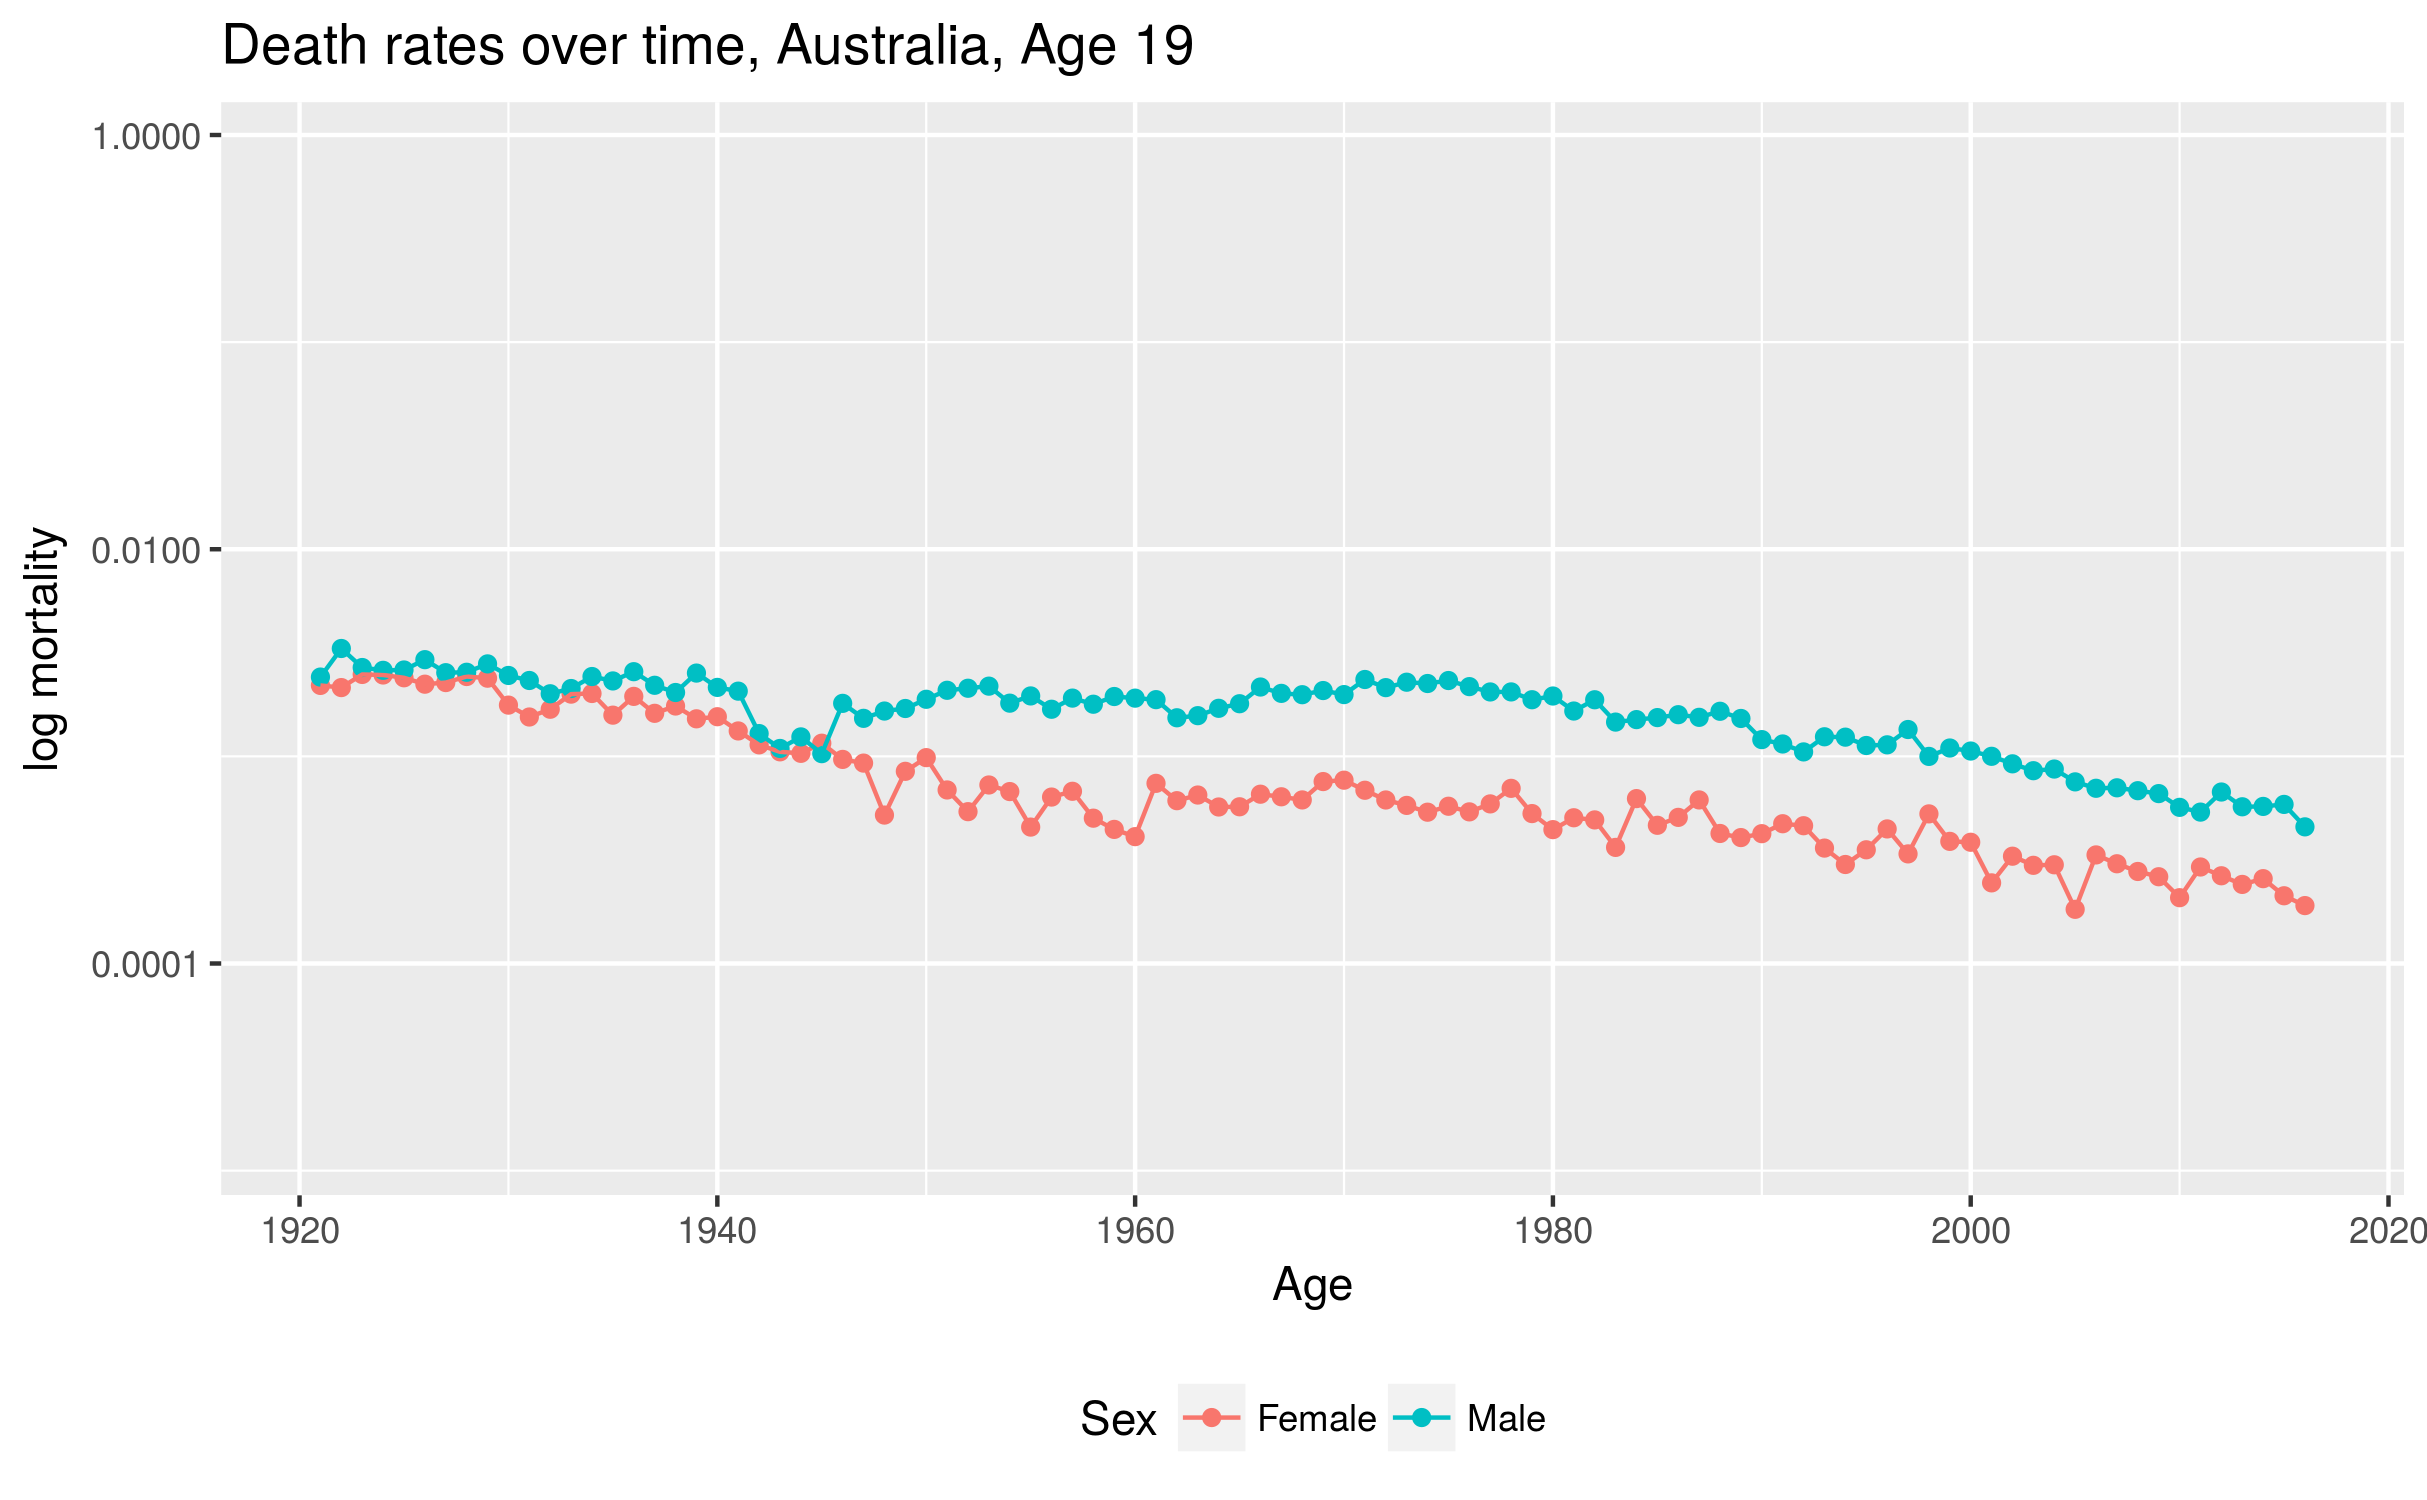 Death rates over time, Australia, Age 19
1.0000
0.0100
0.0001
log mortality
1920 1940 1960 1980 2000 2020
Age
Sex Female Male